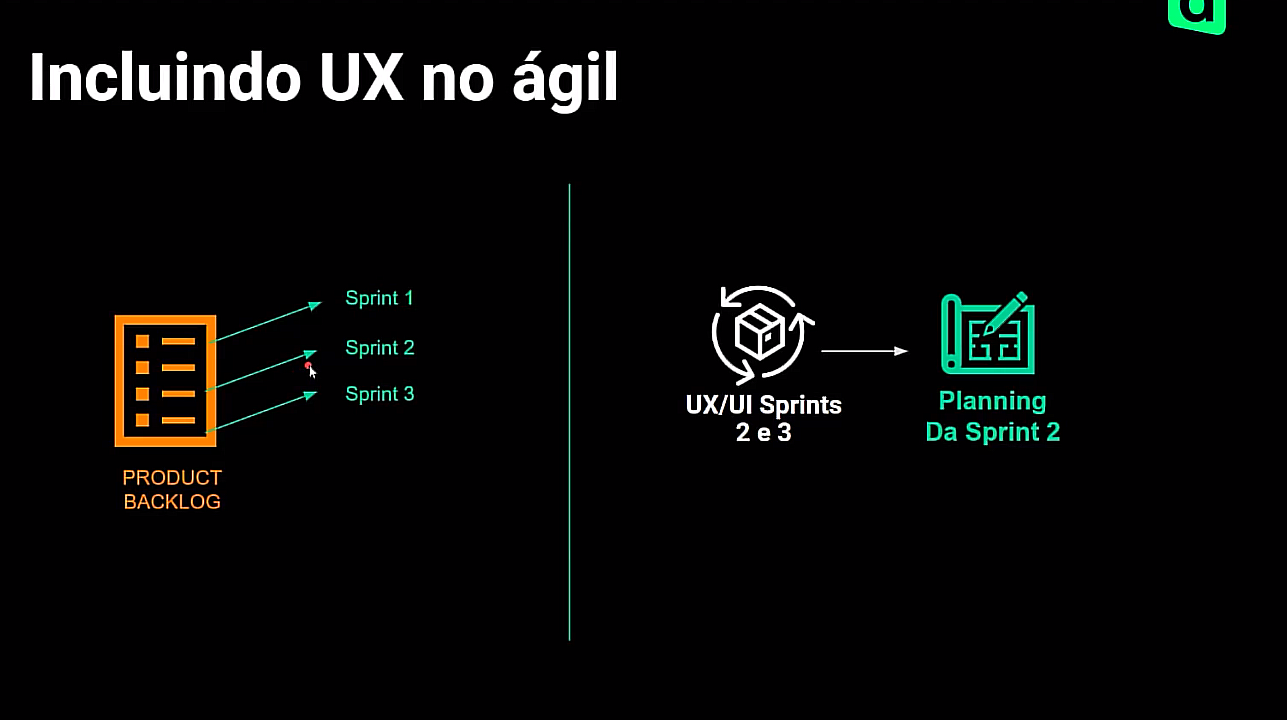 Incluindo UX no ágil
Sprint 1
Sprint 2
Sprint 3
PRODUCT
BACKLOG
UX/UI Sprints
2 e 3
Planning
Da Sprint 2